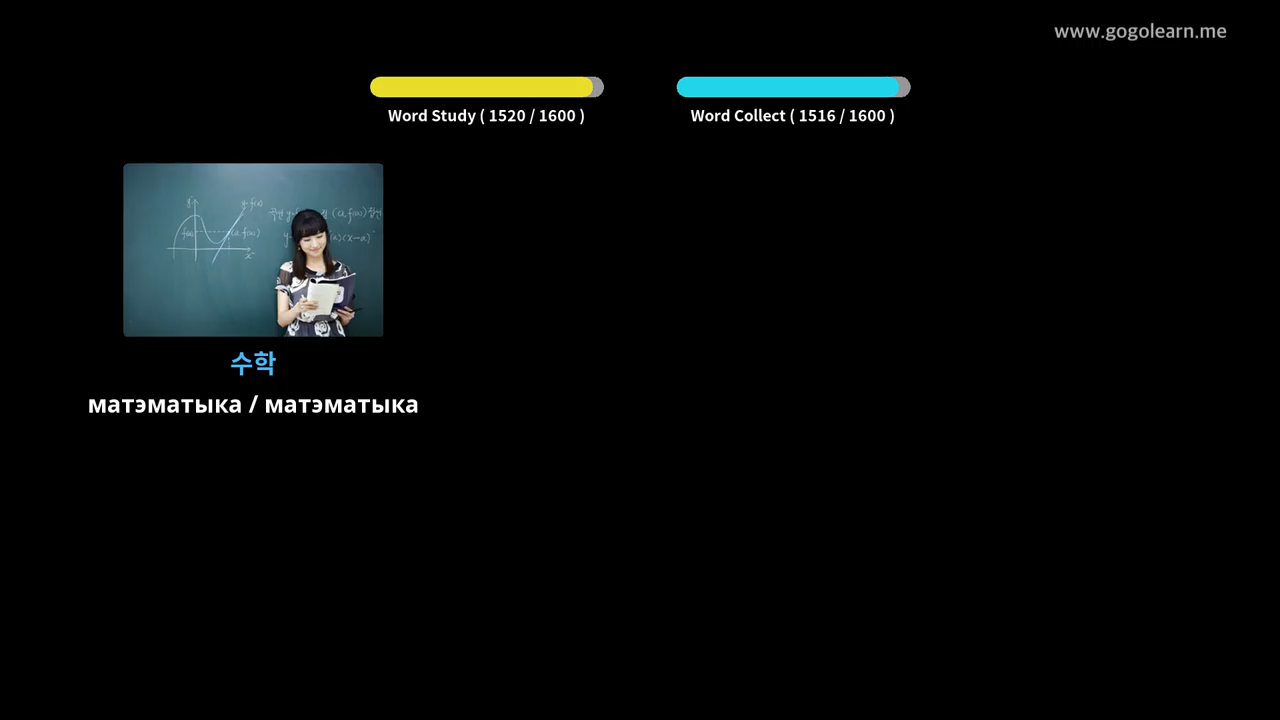 www.gogolearn.me
Word Study ( 1520 / 1600 )
Word Collect ( 1516 / 1600 )
y=f(x)
f(a)
x
수학
матэматыка / матэматыка